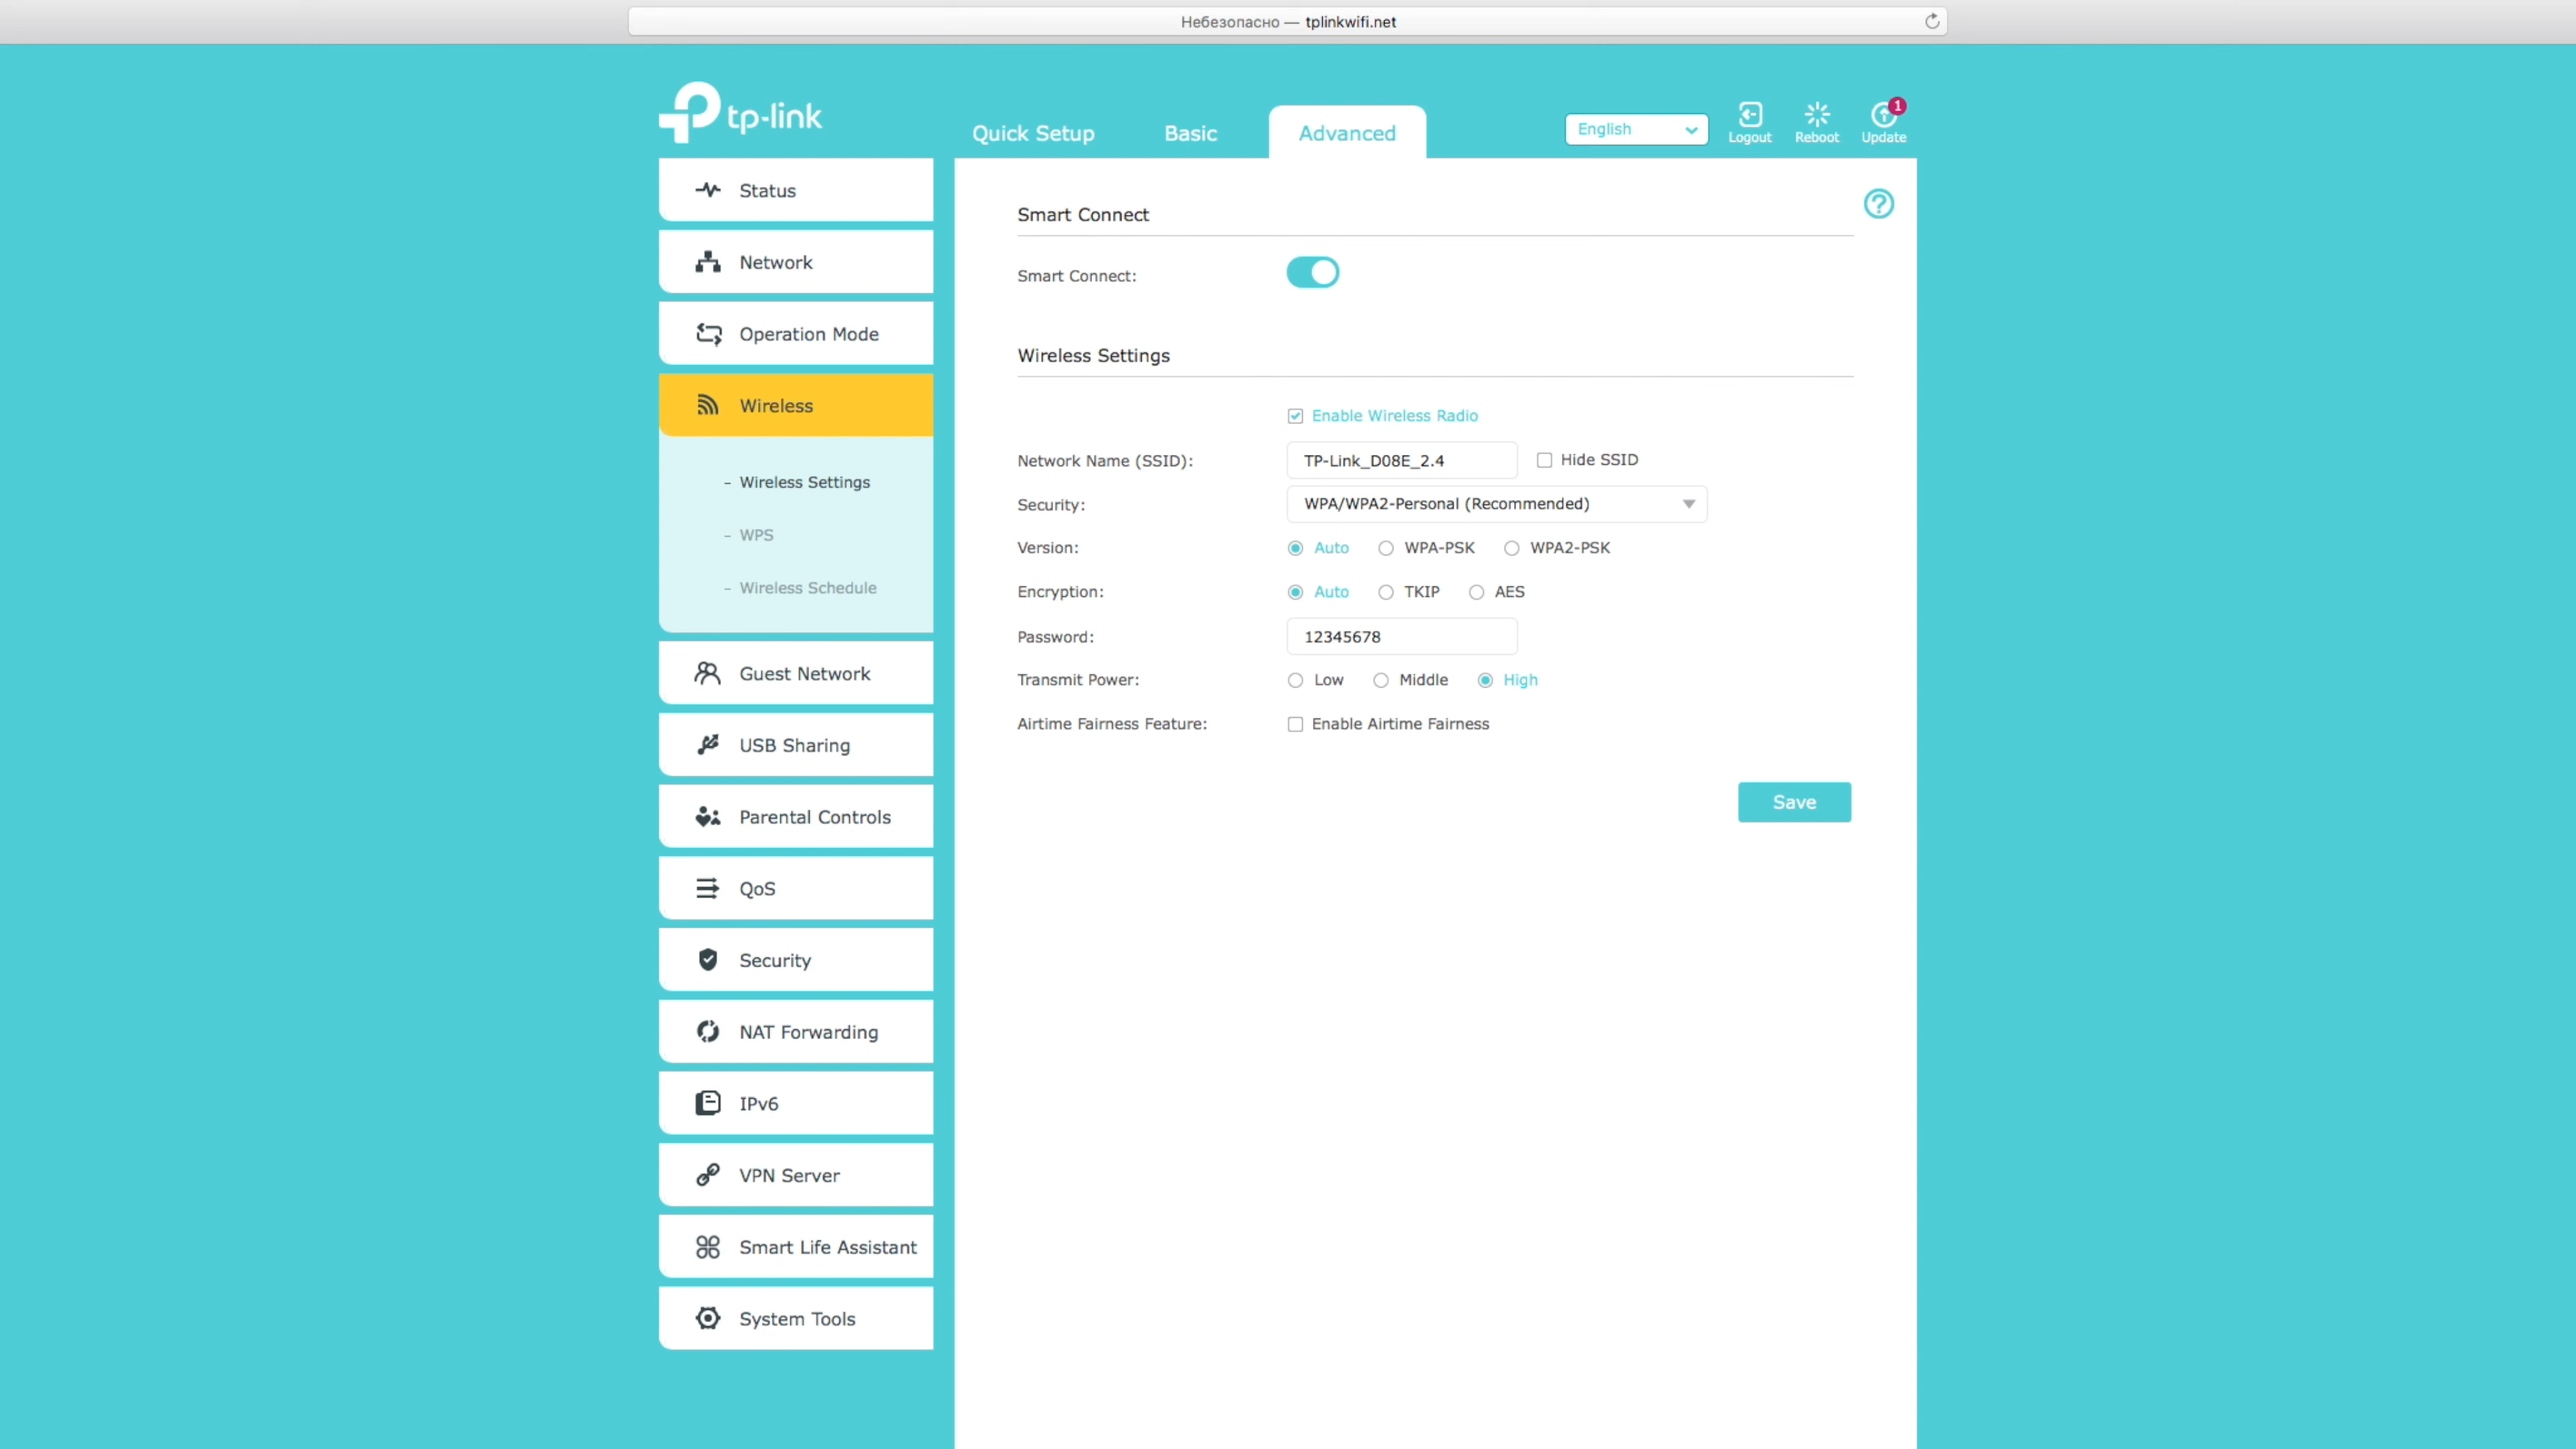 Небезопасно — tplinkwifi.net
tp-link
Quick Setup
Basic
Advanced
English
Logout
Reboot
1
Update
Status
Network
Operation Mode
Wireless
- Wireless Settings
- WPS
- Wireless Schedule
Guest Network
USB Sharing
Parental Controls
QoS
Security
NAT Forwarding
IPv6
VPN Server
Smart Life Assistant
System Tools
?
Smart Connect
Smart Connect:
Wireless Settings
Enable Wireless Radio
Network Name (SSID): TP-Link_D08E_2.4 Hide SSID
Security: WPA/WPA2-Personal (Recommended)
Version: Auto WPA-PSK WPA2-PSK
Encryption: Auto TKIP AES
Password: 12345678
Transmit Power: Low Middle High
Airtime Fairness Feature: Enable Airtime Fairness
Save